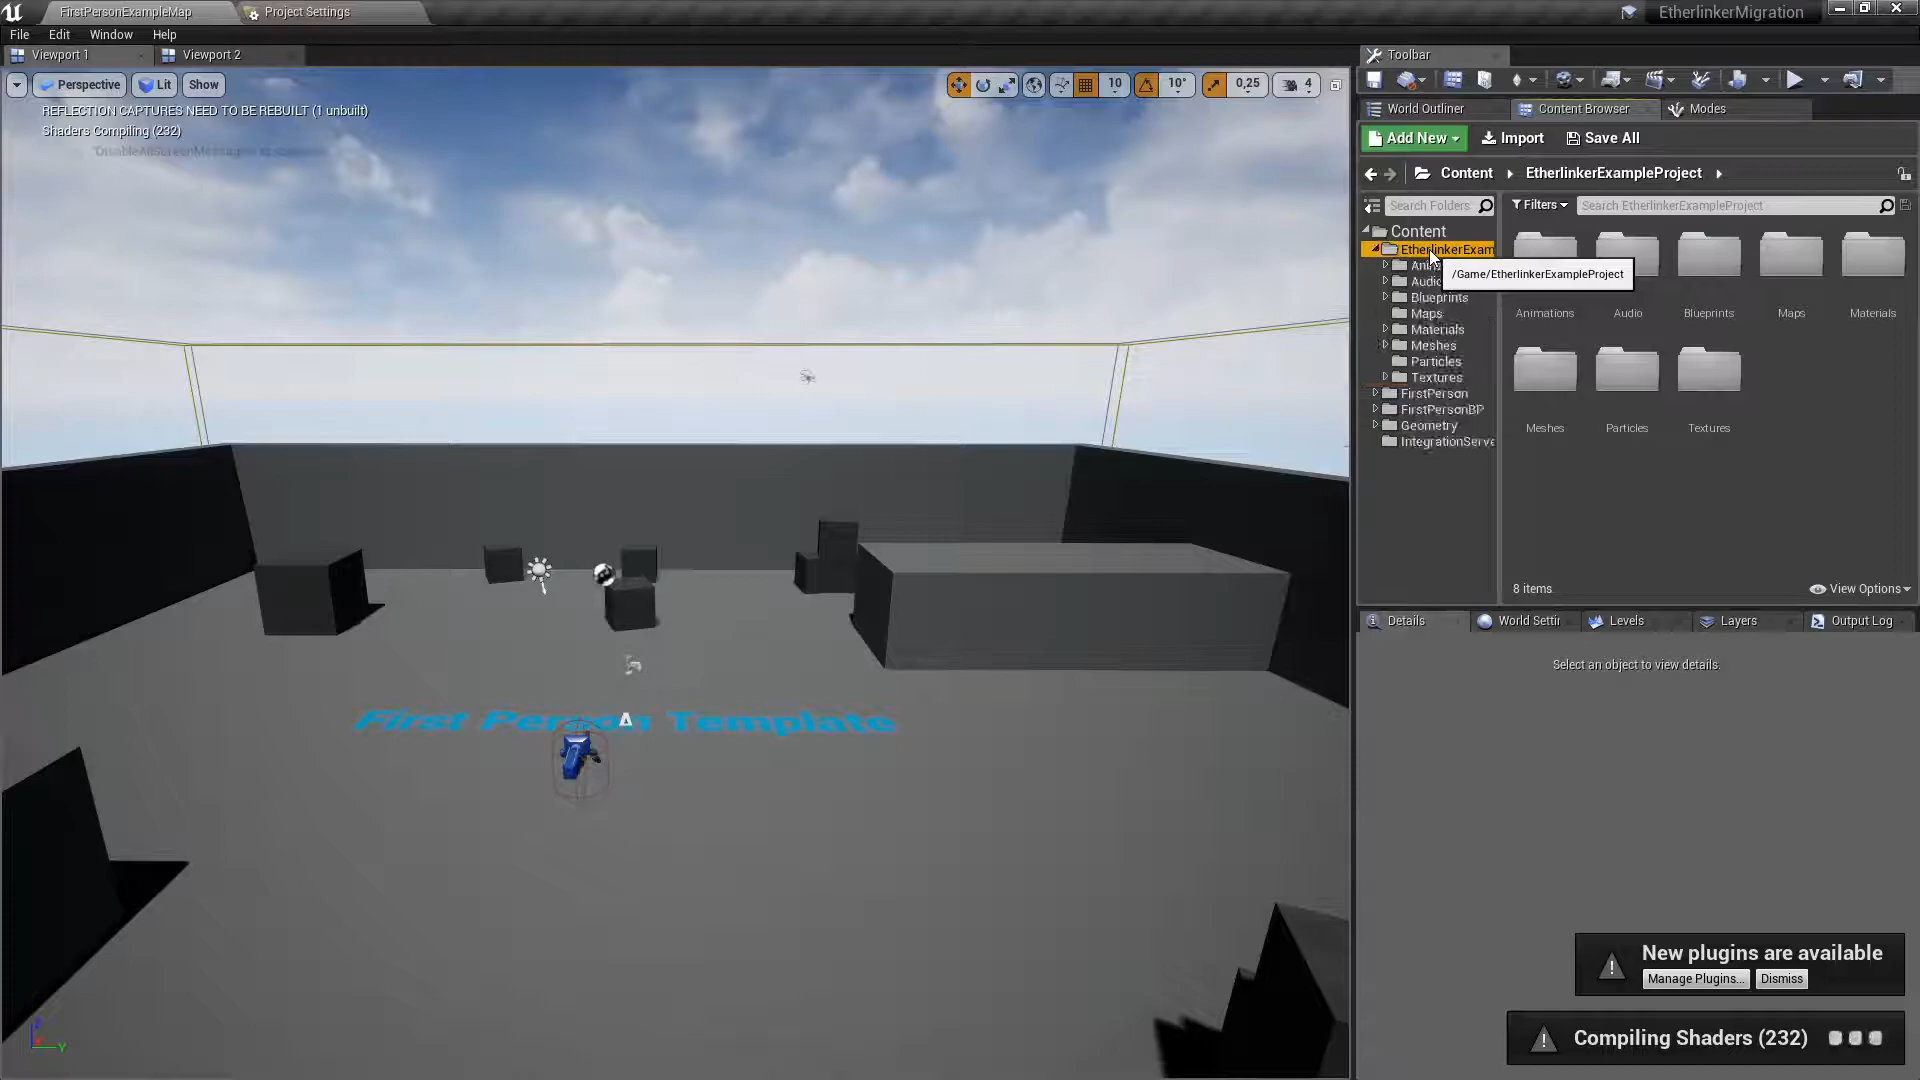 FirstPersonExampleMap
Project Settings
EtherlinkerMigration
File Edit Window Help
Viewport 1
Viewport 2
Toolbar
Perspective Lit Show
10 10° 0,25 4
REFLECTION CAPTURES NEED TO BE REBUILT (1 unbuilt)
Shaders Compiling (232)
World Outliner
Content Browser
Modes
Add New Import Save All
Content EtherlinkerExampleProject
Search Folders
Filters
Search EtherlinkerExampleProject
Content
EtherlinkerExam
Audio
Blueprints
Maps
Materials
Meshes
Particles
Textures
FirstPerson
FirstPersonBP
Geometry
IntegrationServe
/Game/EtherlinkerExampleProject
Animations Audio Blueprints Maps Materials
Meshes Particles Textures
8 items
View Options
Details
World Settin
Levels
Layers
Output Log
Select an object to view details.
First Person Template
New plugins are available
Manage Plugins... Dismiss
Compiling Shaders (232)
Z
Y